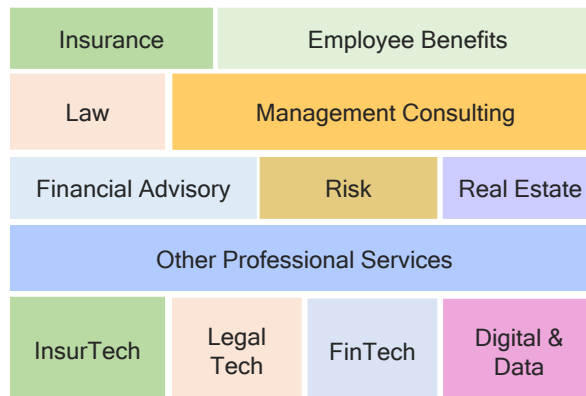 Insurance
Employee Benefits
Law
Management Consulting
Financial Advisory
Risk
Real Estate
Other Professional Services
InsurTech
Legal
Tech
FinTech
Digital &
Data